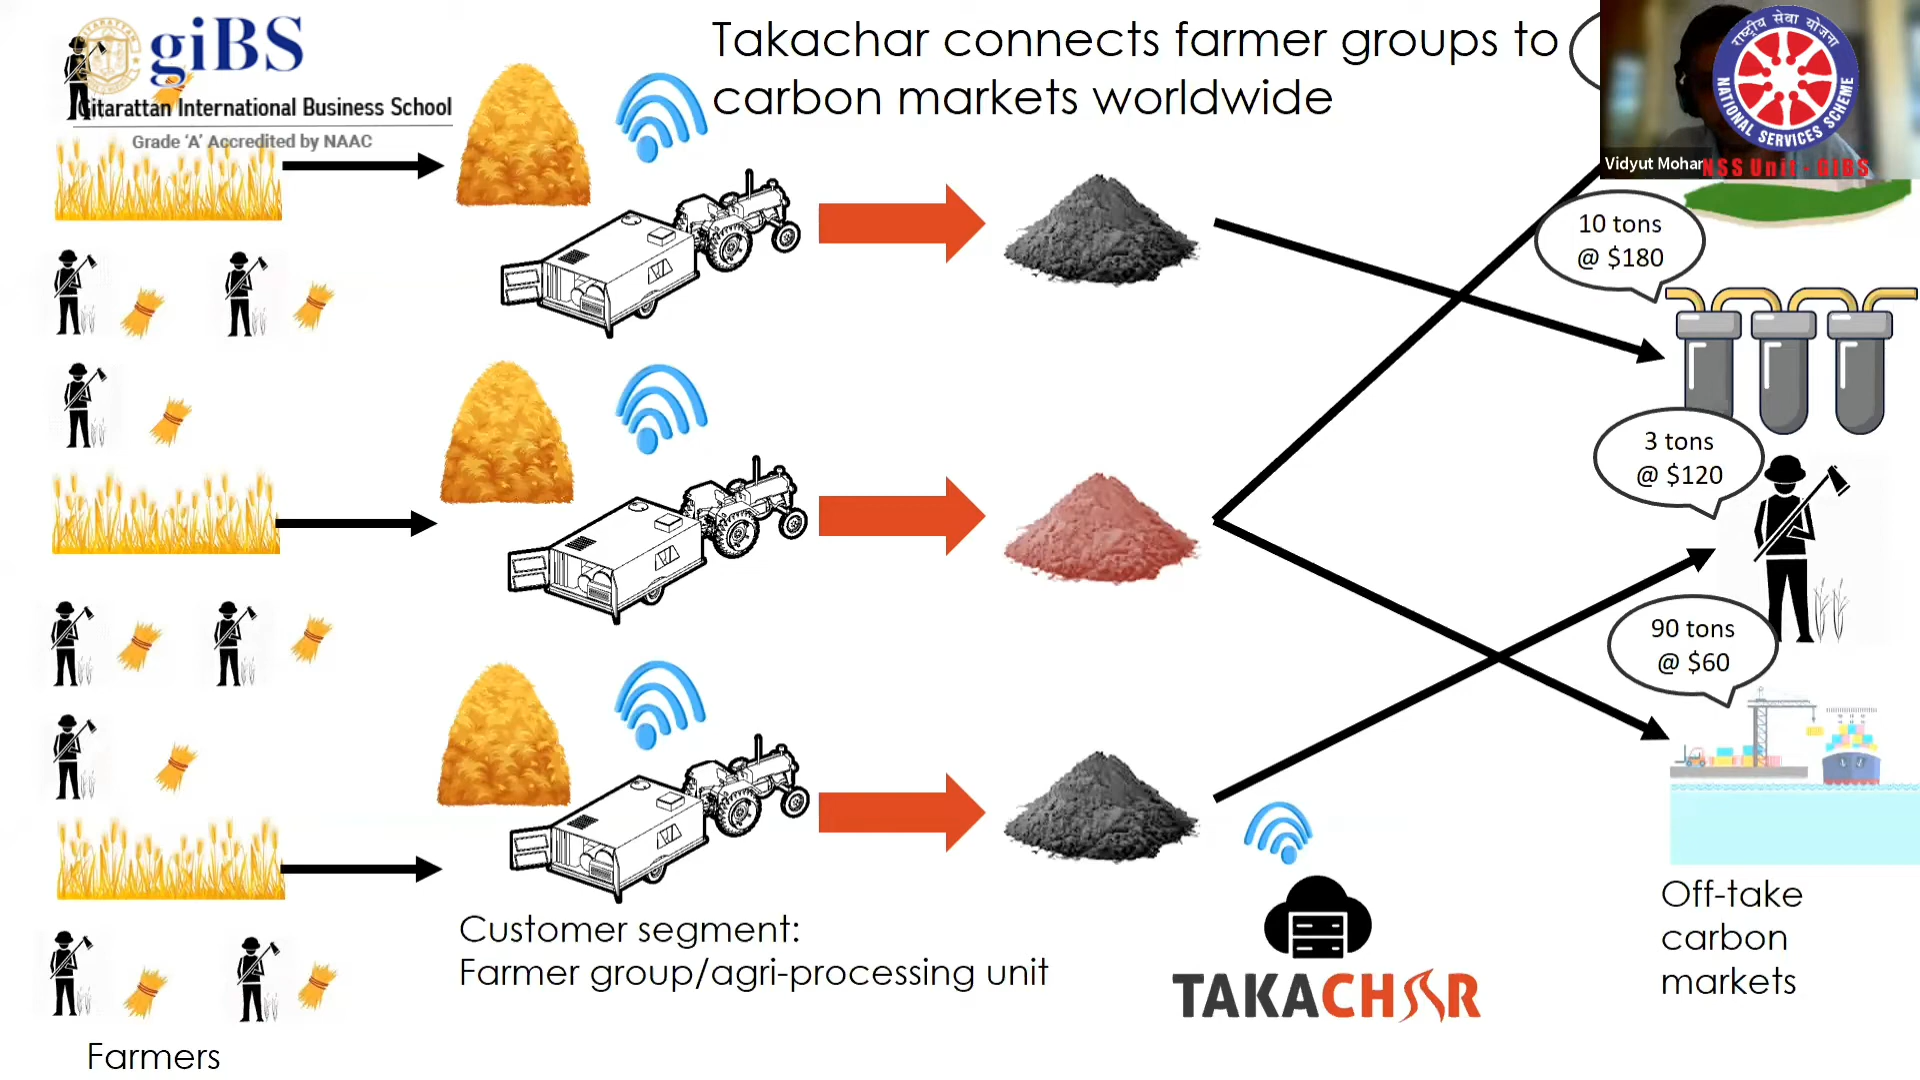 giBS
Gitarattan International Business School
Grade 'A' Accredited by NAAC
Takachar connects farmer groups to
carbon markets worldwide
राष्ट्रीय सेवा योजना
NATIONAL SERVICES SCHEME
Vidyut Mohan
NSS Unit - GIBS
10 tons
@ $180
3 tons
@ $120
90 tons
@ $60
Customer segment:
Farmer group/agri-processing unit
TAKACHAR
Off-take
carbon
markets
Farmers